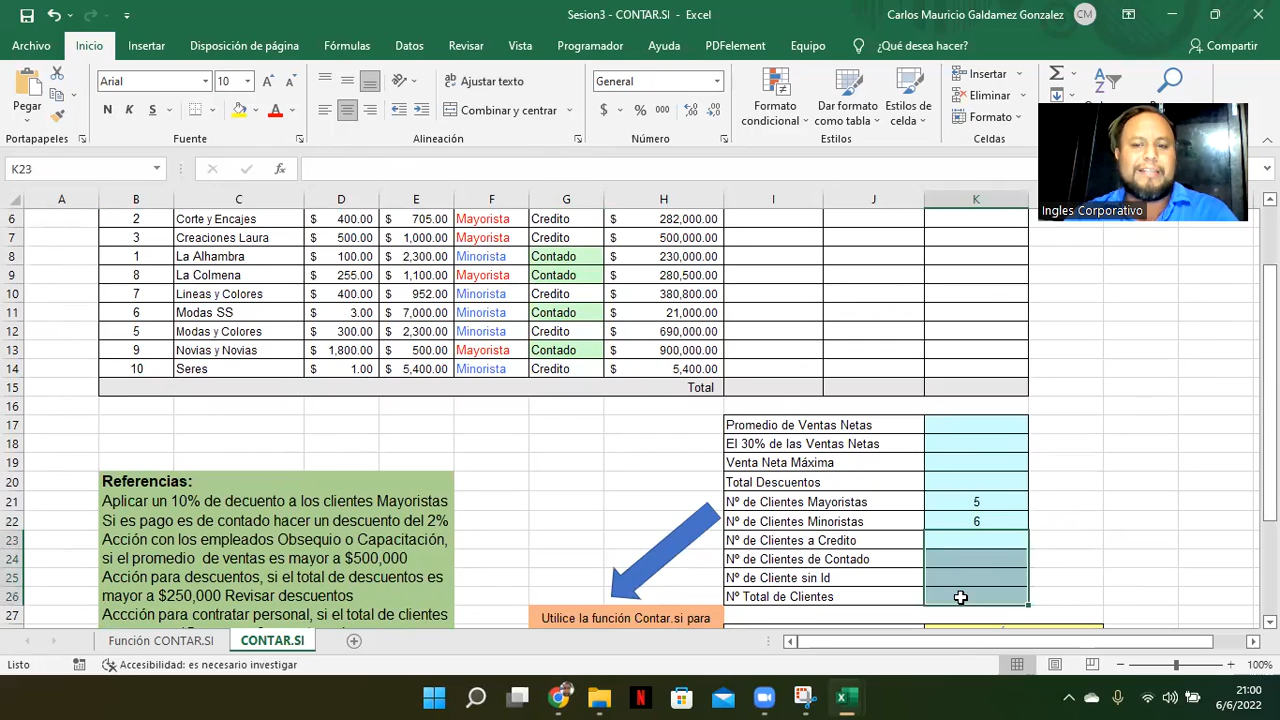 Sesion3 - CONTAR.SI - Excel
Carlos Mauricio Galdamez Gonzalez CM
Archivo Inicio Insertar Disposición de página Fórmulas Datos Revisar Vista Programador Ayuda PDFelement Equipo ¿Qué desea hacer? Compartir
Pegar
Arial 10
Ajustar texto
General
Insertar
N K S
Combinar y centrar
$ % 000
Formato condicional
Dar formato como tabla
Estilos de celda
Eliminar
Formato
Portapapeles Fuente Alineación Número Estilos Celdas
Ingles Corporativo
K23 fx
A B C D E F G H I J K
6 2 Corte y Encajes $ 400.00 $ 705.00 Mayorista Credito $ 282,000.00
7 3 Creaciones Laura $ 500.00 $ 1,000.00 Mayorista Credito $ 500,000.00
8 1 La Alhambra $ 100.00 $ 2,300.00 Minorista Contado $ 230,000.00
9 8 La Colmena $ 255.00 $ 1,100.00 Mayorista Contado $ 280,500.00
10 7 Lineas y Colores $ 400.00 $ 952.00 Minorista Credito $ 380,800.00
11 6 Modas SS $ 3.00 $ 7,000.00 Minorista Contado $ 21,000.00
12 5 Modas y Colores $ 300.00 $ 2,300.00 Minorista Credito $ 690,000.00
13 9 Novias y Novias $ 1,800.00 $ 500.00 Mayorista Contado $ 900,000.00
14 10 Seres $ 1.00 $ 5,400.00 Minorista Credito $ 5,400.00
15 Total
16
17 Promedio de Ventas Netas
18 El 30% de las Ventas Netas
19 Venta Neta Máxima
20 Referencias: Total Descuentos
21 Aplicar un 10% de decuento a los clientes Mayoristas Nº de Clientes Mayoristas 5
22 Si es pago es de contado hacer un descuento del 2% Nº de Clientes Minoristas 6
23 Acción con los empleados Obsequio o Capacitación, Nº de Clientes a Credito
24 si el promedio de ventas es mayor a $500,000 Nº de Clientes de Contado
25 Acción para descuentos, si el total de descuentos es Nº de Cliente sin Id
26 mayor a $250,000 Revisar descuentos Nº Total de Clientes
27 Accción para contratar personal, si el total de clientes Utilice la función Contar.si para
Función CONTAR.SI CONTAR.SI
Listo Accesibilidad: es necesario investigar 100%
21:00
6/6/2022